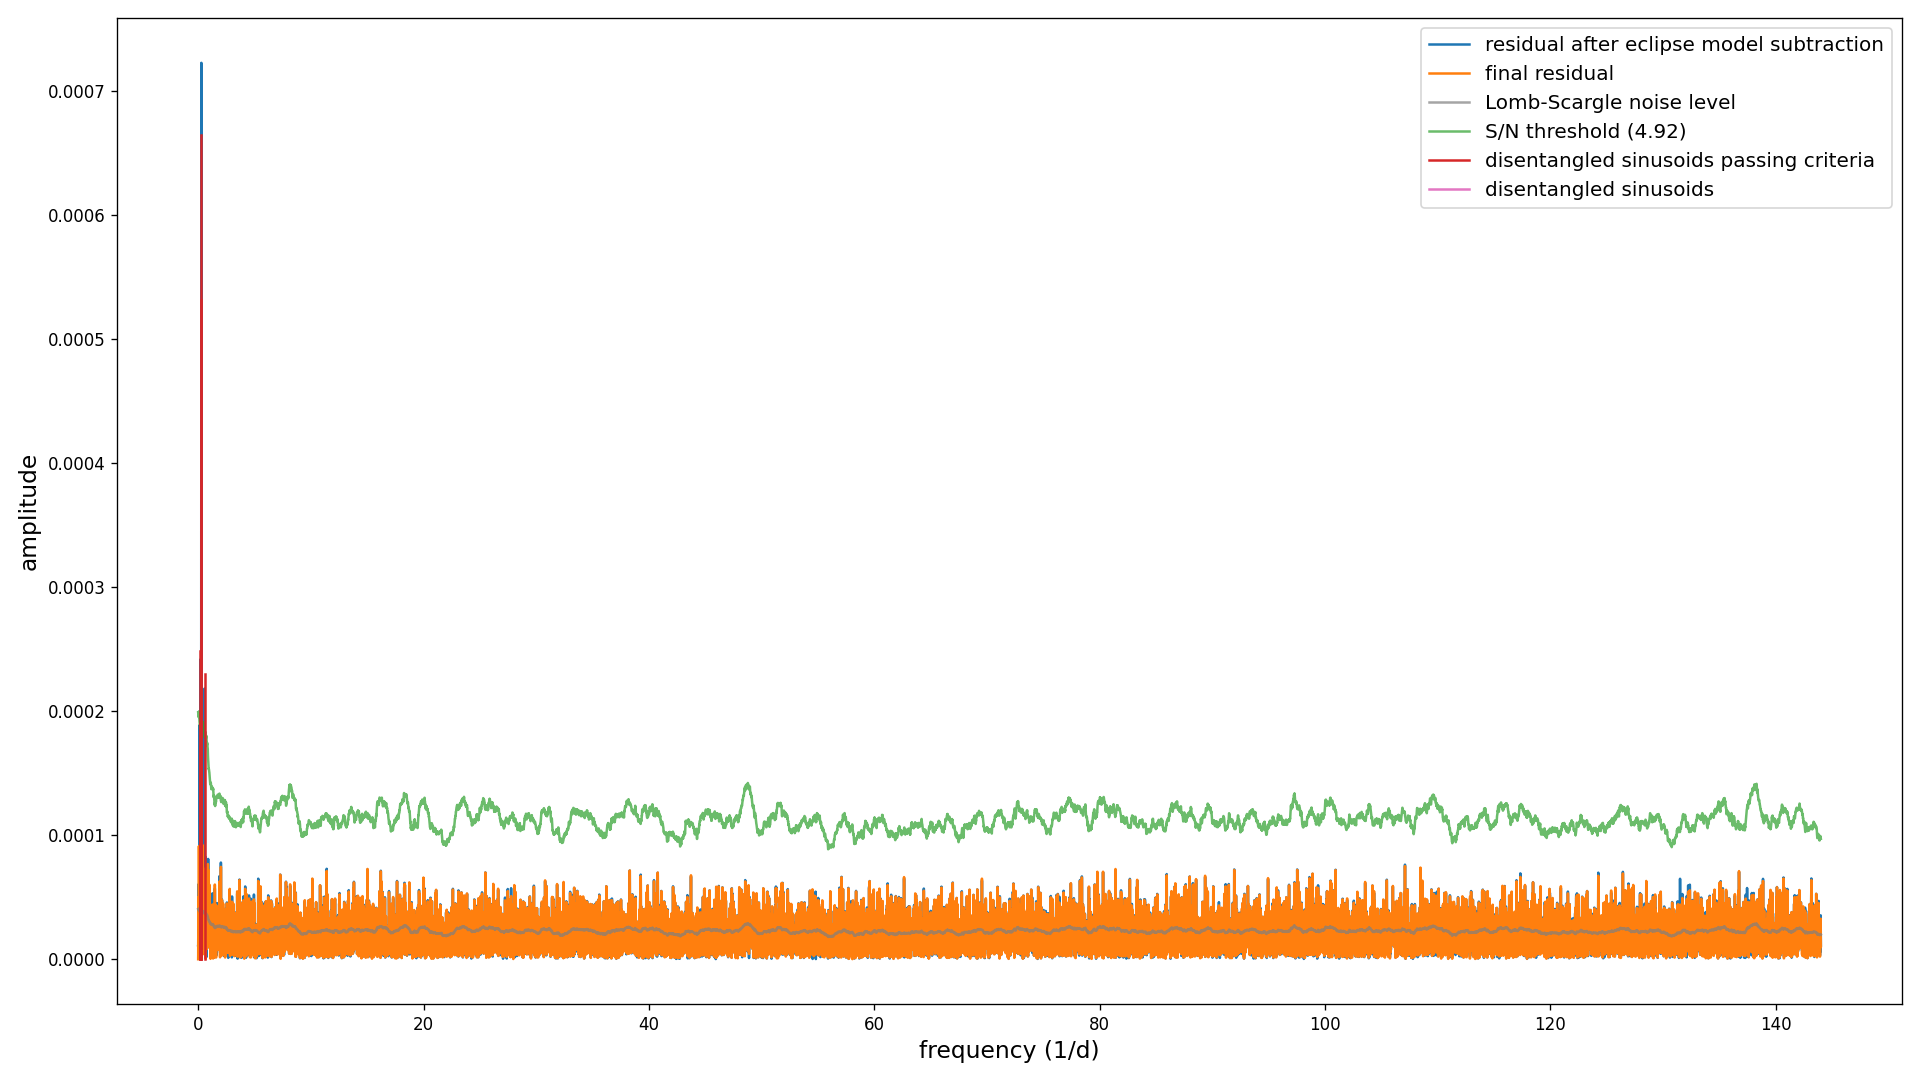 residual after eclipse model subtraction
final residual
Lomb-Scargle noise level
S/N threshold (4.92)
disentangled sinusoids passing criteria
disentangled sinusoids
0.0007
0.0006
0.0005
0.0004
0.0003
0.0002
0.0001
0.0000
amplitude
0 20 40 60 80 100 120 140
frequency (1/d)